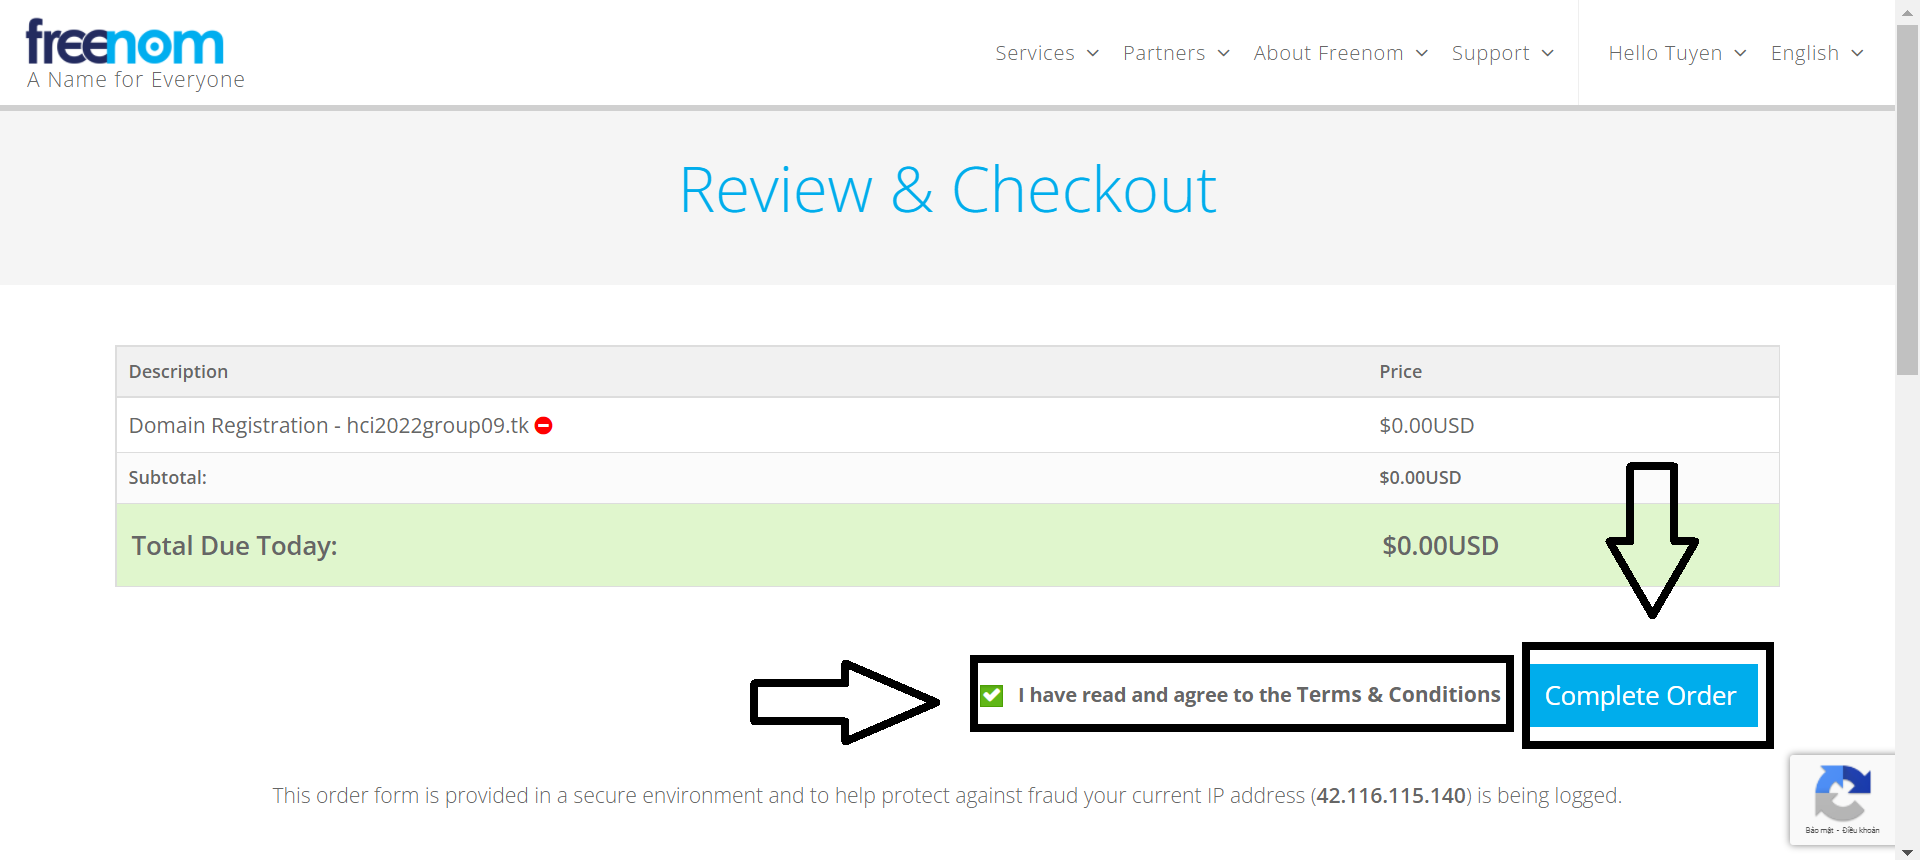 freenom
A Name for Everyone
Services Partners About Freenom Support Hello Tuyen English
Review & Checkout
Description Price
Domain Registration - hci2022group09.tk $0.00USD
Subtotal: $0.00USD
Total Due Today: $0.00USD
I have read and agree to the Terms & Conditions Complete Order
This order form is provided in a secure environment and to help protect against fraud your current IP address (42.116.115.140) is being logged.
Bảo mật - Điều khoản